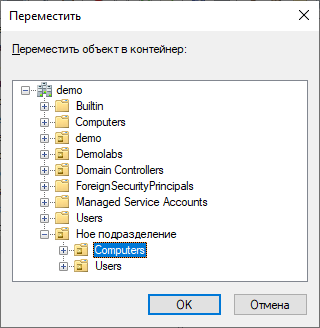 Переместить
Переместить объект в контейнер:
demo
Builtin
Computers
demo
Demolabs
Domain Controllers
ForeignSecurityPrincipals
Managed Service Accounts
Users
Ное подразделение
Computers
Users
OK
Отмена